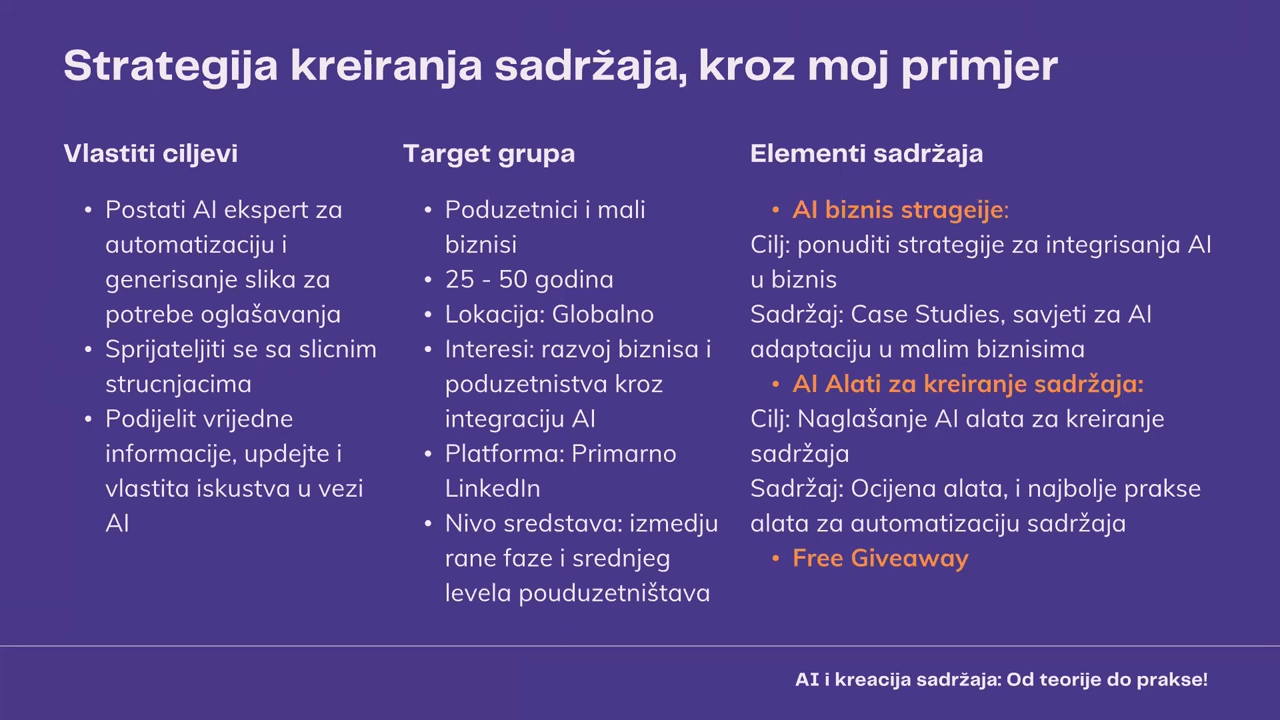 Strategija kreiranja sadržaja, kroz moj primjer
Vlastiti ciljevi
• Postati AI ekspert za
automatizaciju i
generisanje slika za
potrebe oglašavanja
• Sprijateljiti se sa slicnim
strucnjacima
• Podijelit vrijedne
informacije, updejte i
vlastita iskustva u vezi
AI
Target grupa
• Poduzetnici i mali
biznisi
• 25 - 50 godina
• Lokacija: Globalno
• Interesi: razvoj biznisa i
poduzetnistva kroz
integraciju AI
• Platforma: Primarno
LinkedIn
• Nivo sredstava: izmedju
rane faze i srednjeg
levela pouduzetništava
Elementi sadržaja
• AI biznis strageije:
Cilj: ponuditi strategije za integrisanja AI
u biznis
Sadržaj: Case Studies, savjeti za AI
adaptaciju u malim biznisima
• AI Alati za kreiranje sadržaja:
Cilj: Naglašanje AI alata za kreiranje
sadržaja
Sadržaj: Ocijena alata, i najbolje prakse
alata za automatizaciju sadržaja
• Free Giveaway
AI i kreacija sadržaja: Od teorije do prakse!